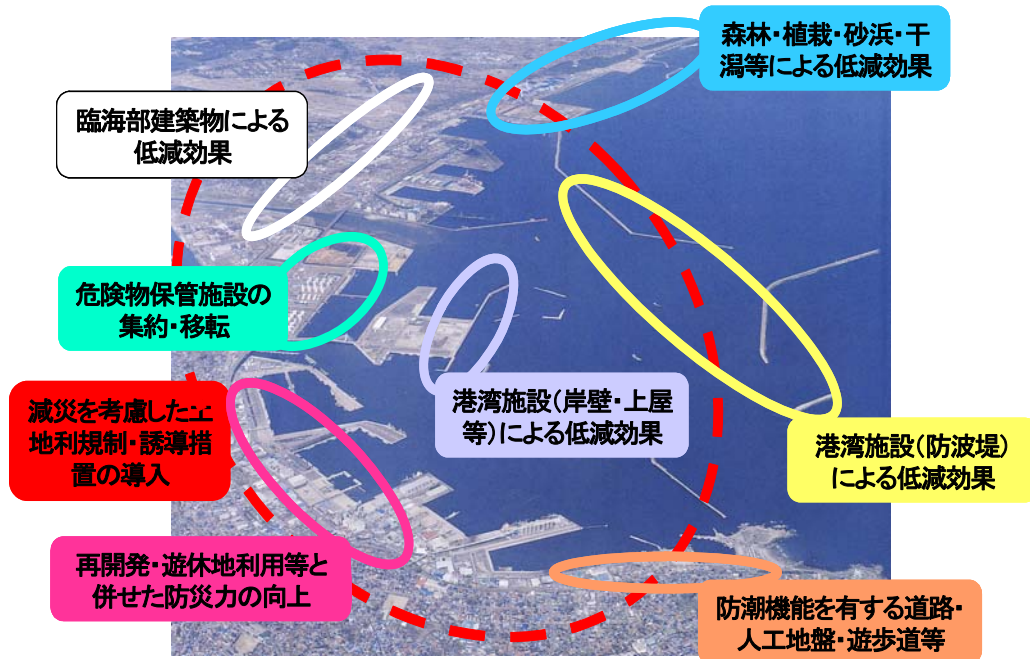 森林・植栽・砂浜・干
潟等による低減効果
臨海部建築物による
低減効果
危険物保管施設の
集約・移転
減災を考慮した土
地利規制・誘導措
置の導入
港湾施設(岸壁・上屋
等)による低減効果
港湾施設(防波堤)
による低減効果
再開発・遊休地利用等と
併せた防災力の向上
防潮機能を有する道路・
人工地盤・遊歩道等